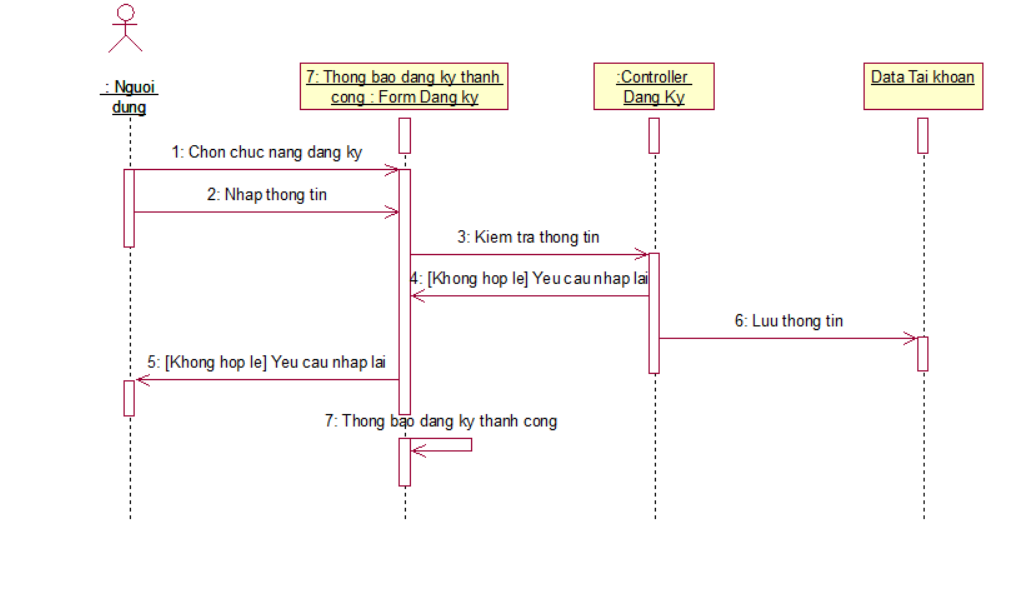 : Nguoi
dung
7: Thong bao dang ky thanh
cong : Form Dang ky
:Controller
Dang Ky
Data Tai khoan
1: Chon chuc nang dang ky
2: Nhap thong tin
3: Kiem tra thong tin
4: [Khong hop le] Yeu cau nhap lai
6: Luu thong tin
5: [Khong hop le] Yeu cau nhap lai
7: Thong bao dang ky thanh cong